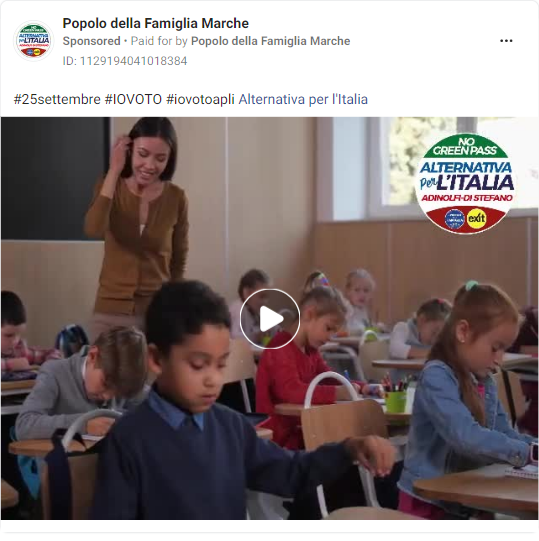 Popolo della Famiglia Marche
Sponsored • Paid for by Popolo della Famiglia Marche
ID: 1129194041018384
#25settembre #IOVOTO #iovotoapli Alternativa per l'Italia
NO
GREEN PASS
ALTERNATIVA
per L'ITALIA
ADINOLFI-DI STEFANO
exit